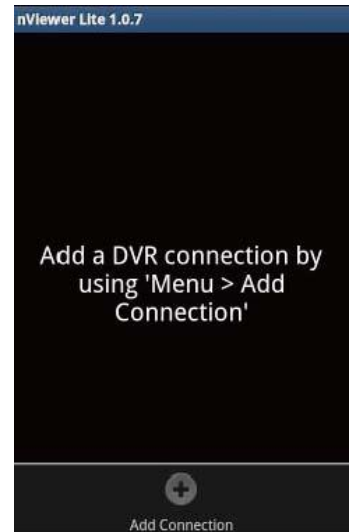 nViewer Lite 1.0.7
Add a DVR connection by
using 'Menu > Add
Connection'
Add Connection